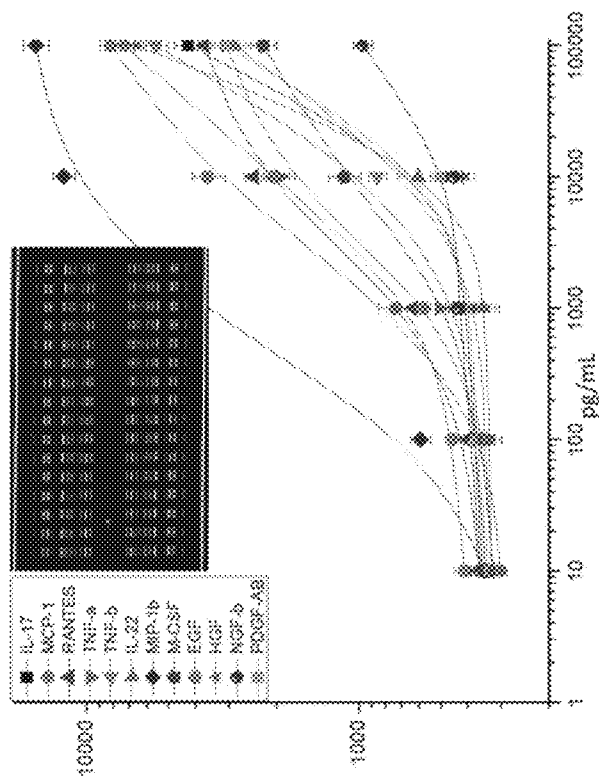 IL-17
MCP-1
RANTES
TNF-a
TNF-b
IL-22
MIP-1b
M-CSF
EGF
HGF
NGF-b
PDGF-AB
10000
1000
1
10
100
1000
10000
100000
pg/mL